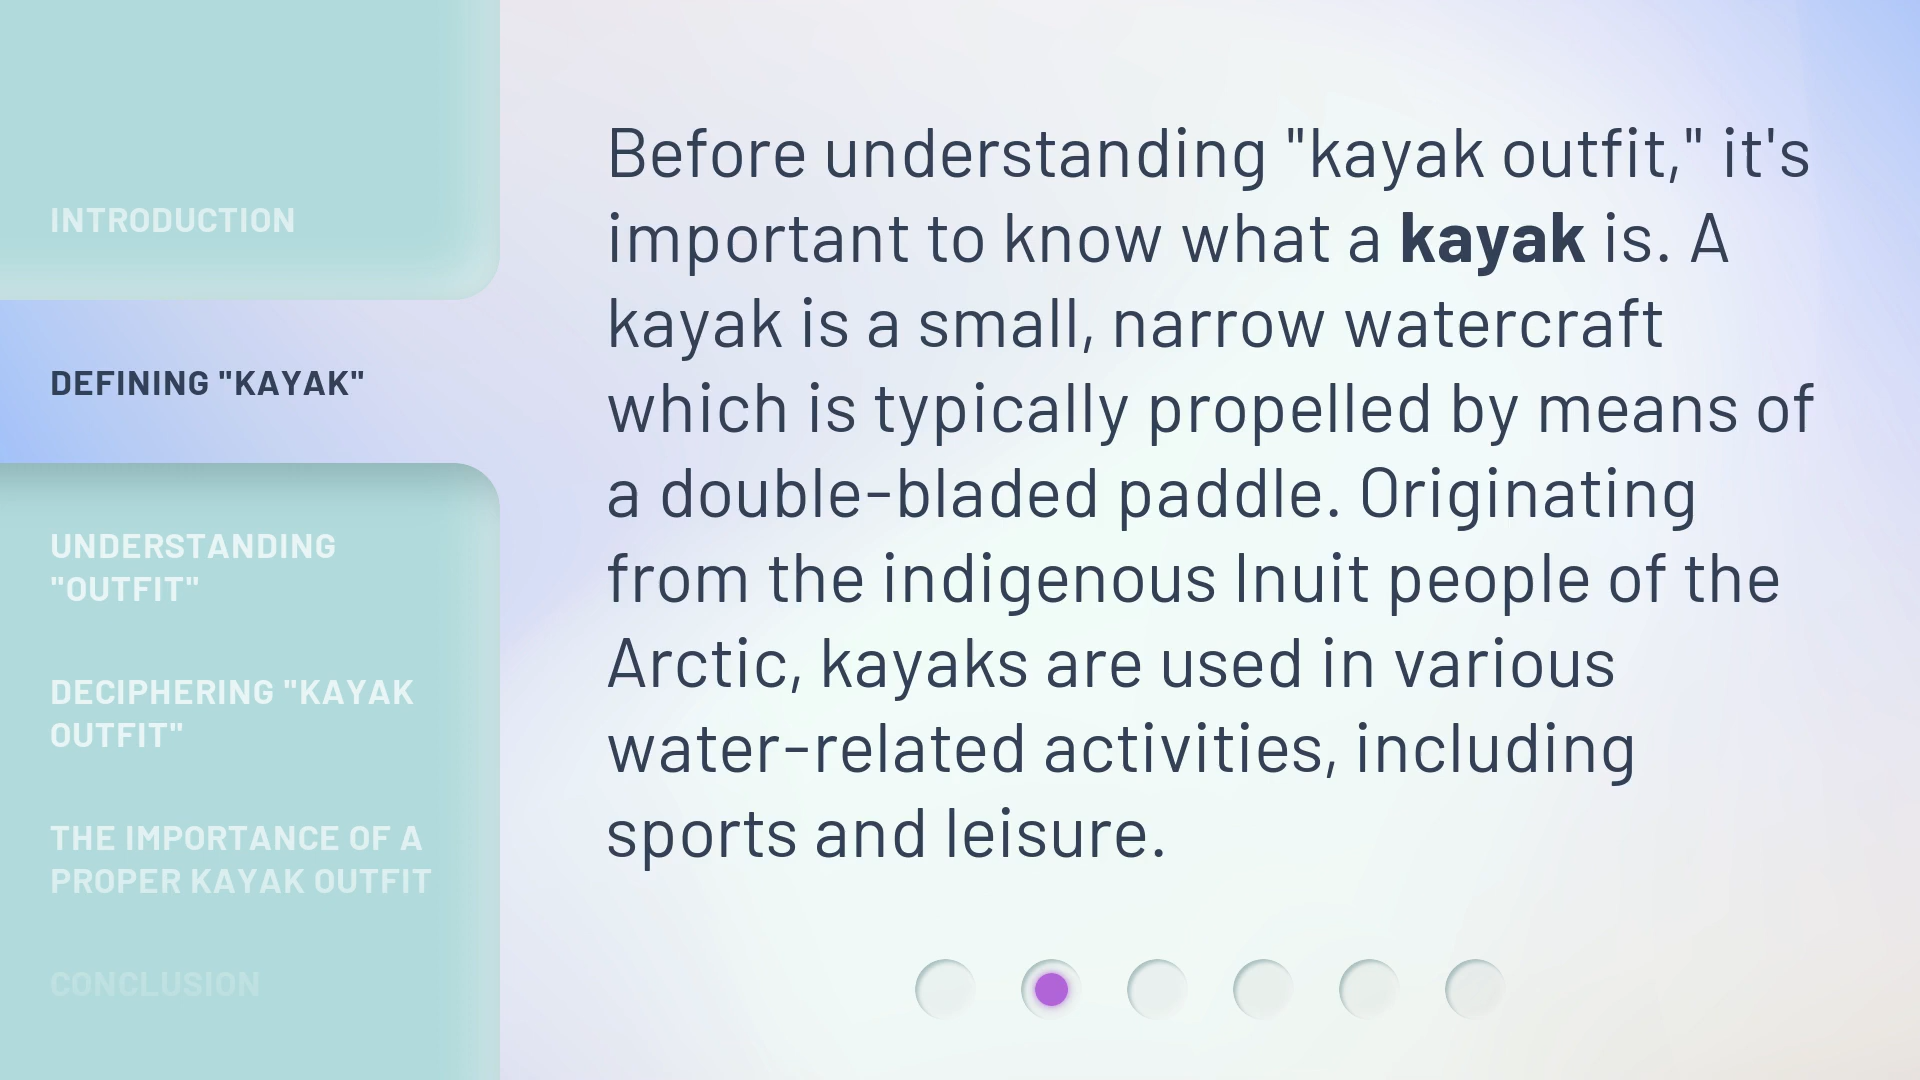 INTRODUCTION
DEFINING "KAYAK"
UNDERSTANDING
"OUTFIT"
DECIPHERING "KAYAK
OUTFIT"
THE IMPORTANCE OF A
PROPER KAYAK OUTFIT
CONCLUSION
Before understanding "kayak outfit," it's
important to know what a kayak is. A
kayak is a small, narrow watercraft
which is typically propelled by means of
a double-bladed paddle. Originating
from the indigenous Inuit people of the
Arctic, kayaks are used in various
water-related activities, including
sports and leisure.